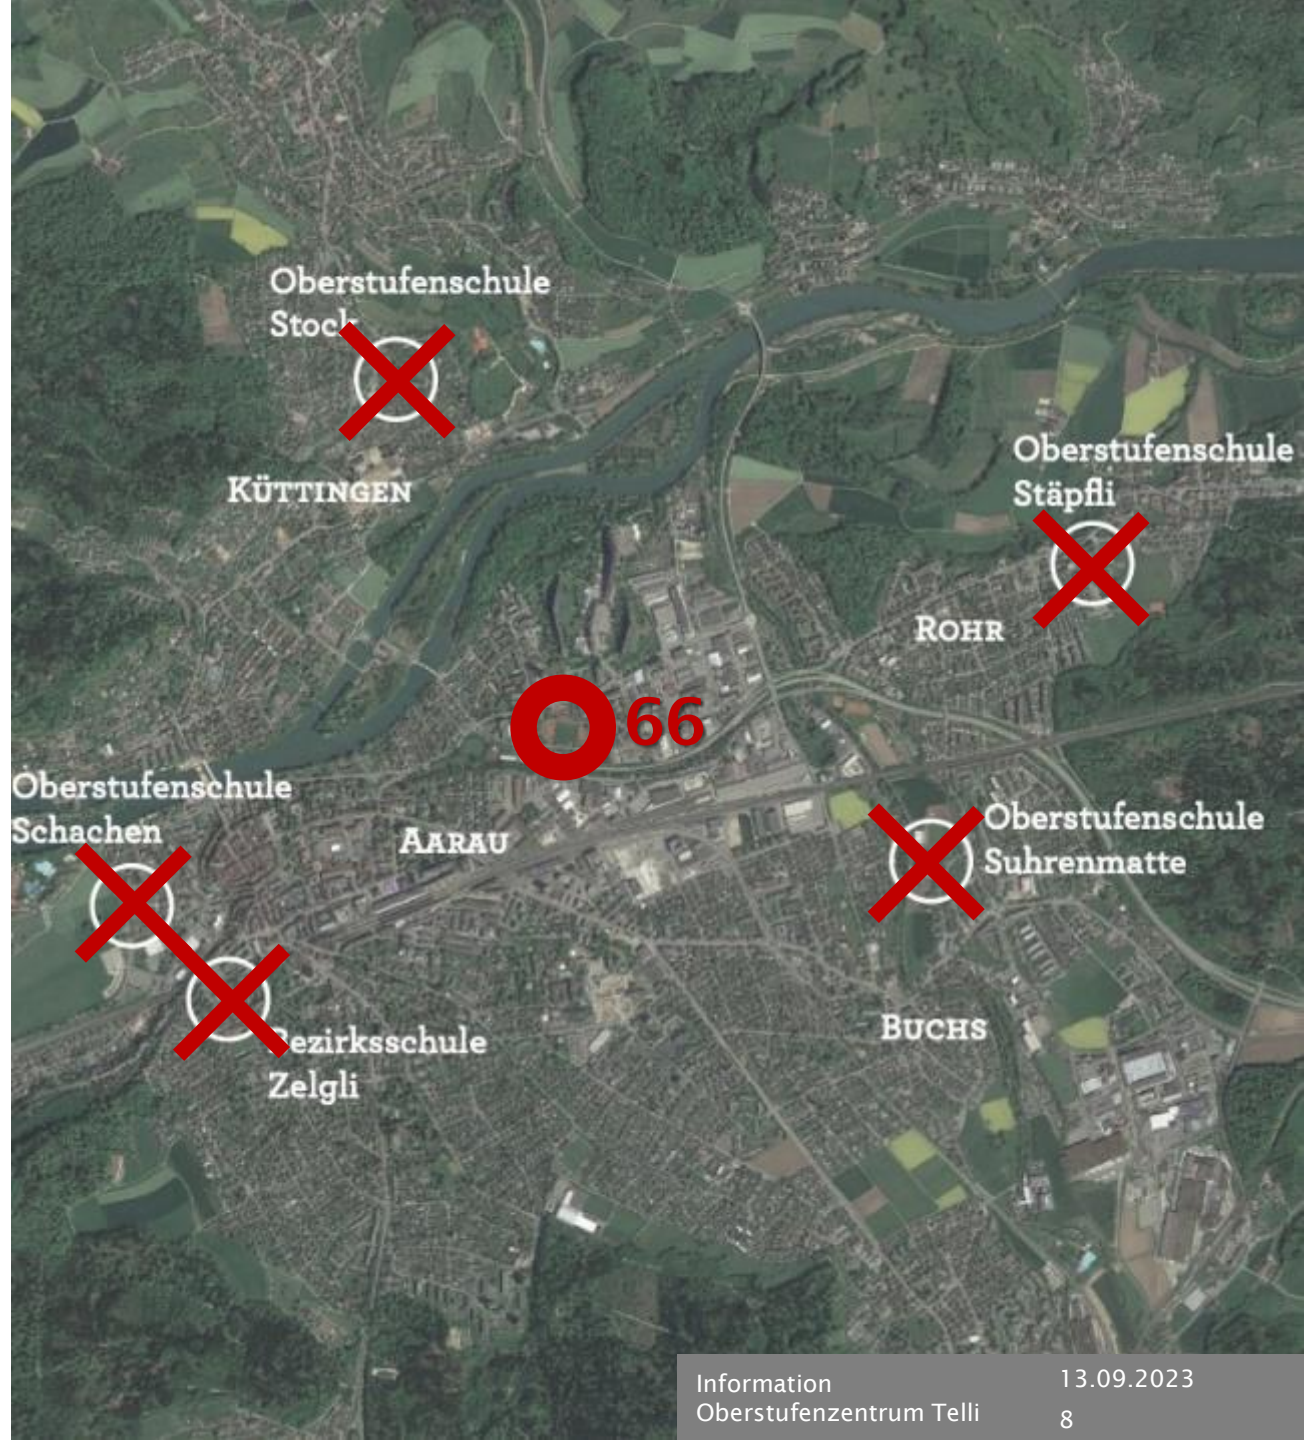 Oberstufenschule
Stock
KÜTTINGEN
Oberstufenschule
Stäpfli
ROHR
66
Oberstufenschule
Schachen
AARAU
Oberstufenschule
Suhrenmatte
BUCHS
Bezirksschule
Zelgli
Information
Oberstufenzentrum Telli
13.09.2023
8